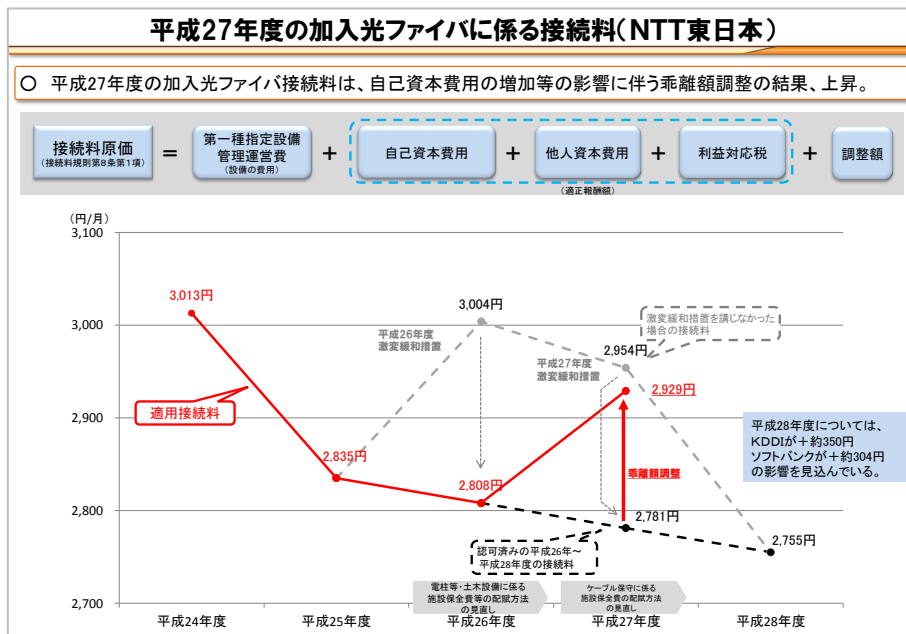 平成27年度の加入光ファイバに係る接続料(NTT東日本)
○ 平成27年度の加入光ファイバ接続料は、自己資本費用の増加等の影響に伴う乖離額調整の結果、上昇。
接続料原価
(接続料規則第8条第1項)
=
第一種指定設備
管理運営費
(設備の費用)
+
自己資本費用
+
他人資本費用
+
利益対応税
+
調整額
(適正報酬額)
(円/月)
3,100
3,000
2,900
2,800
2,700
3,013円
適用接続料
2,835円
平成26年度
激変緩和措置
3,004円
2,808円
平成27年度
激変緩和措置
激変緩和措置を講じなかった
場合の接続料
2,954円
2,929円
乖離額調整
2,781円
認可済みの平成26年~
平成28年度の接続料
平成28年度については、
KDDIが+約350円
ソフトバンクが+約304円
の影響を見込んでいる。
2,755円
電柱等・土木設備に係る
施設保全費等の配賦方法
の見直し
ケーブル保守に係る
施設保全費の配賦方法
の見直し
平成24年度
平成25年度
平成26年度
平成27年度
平成28年度